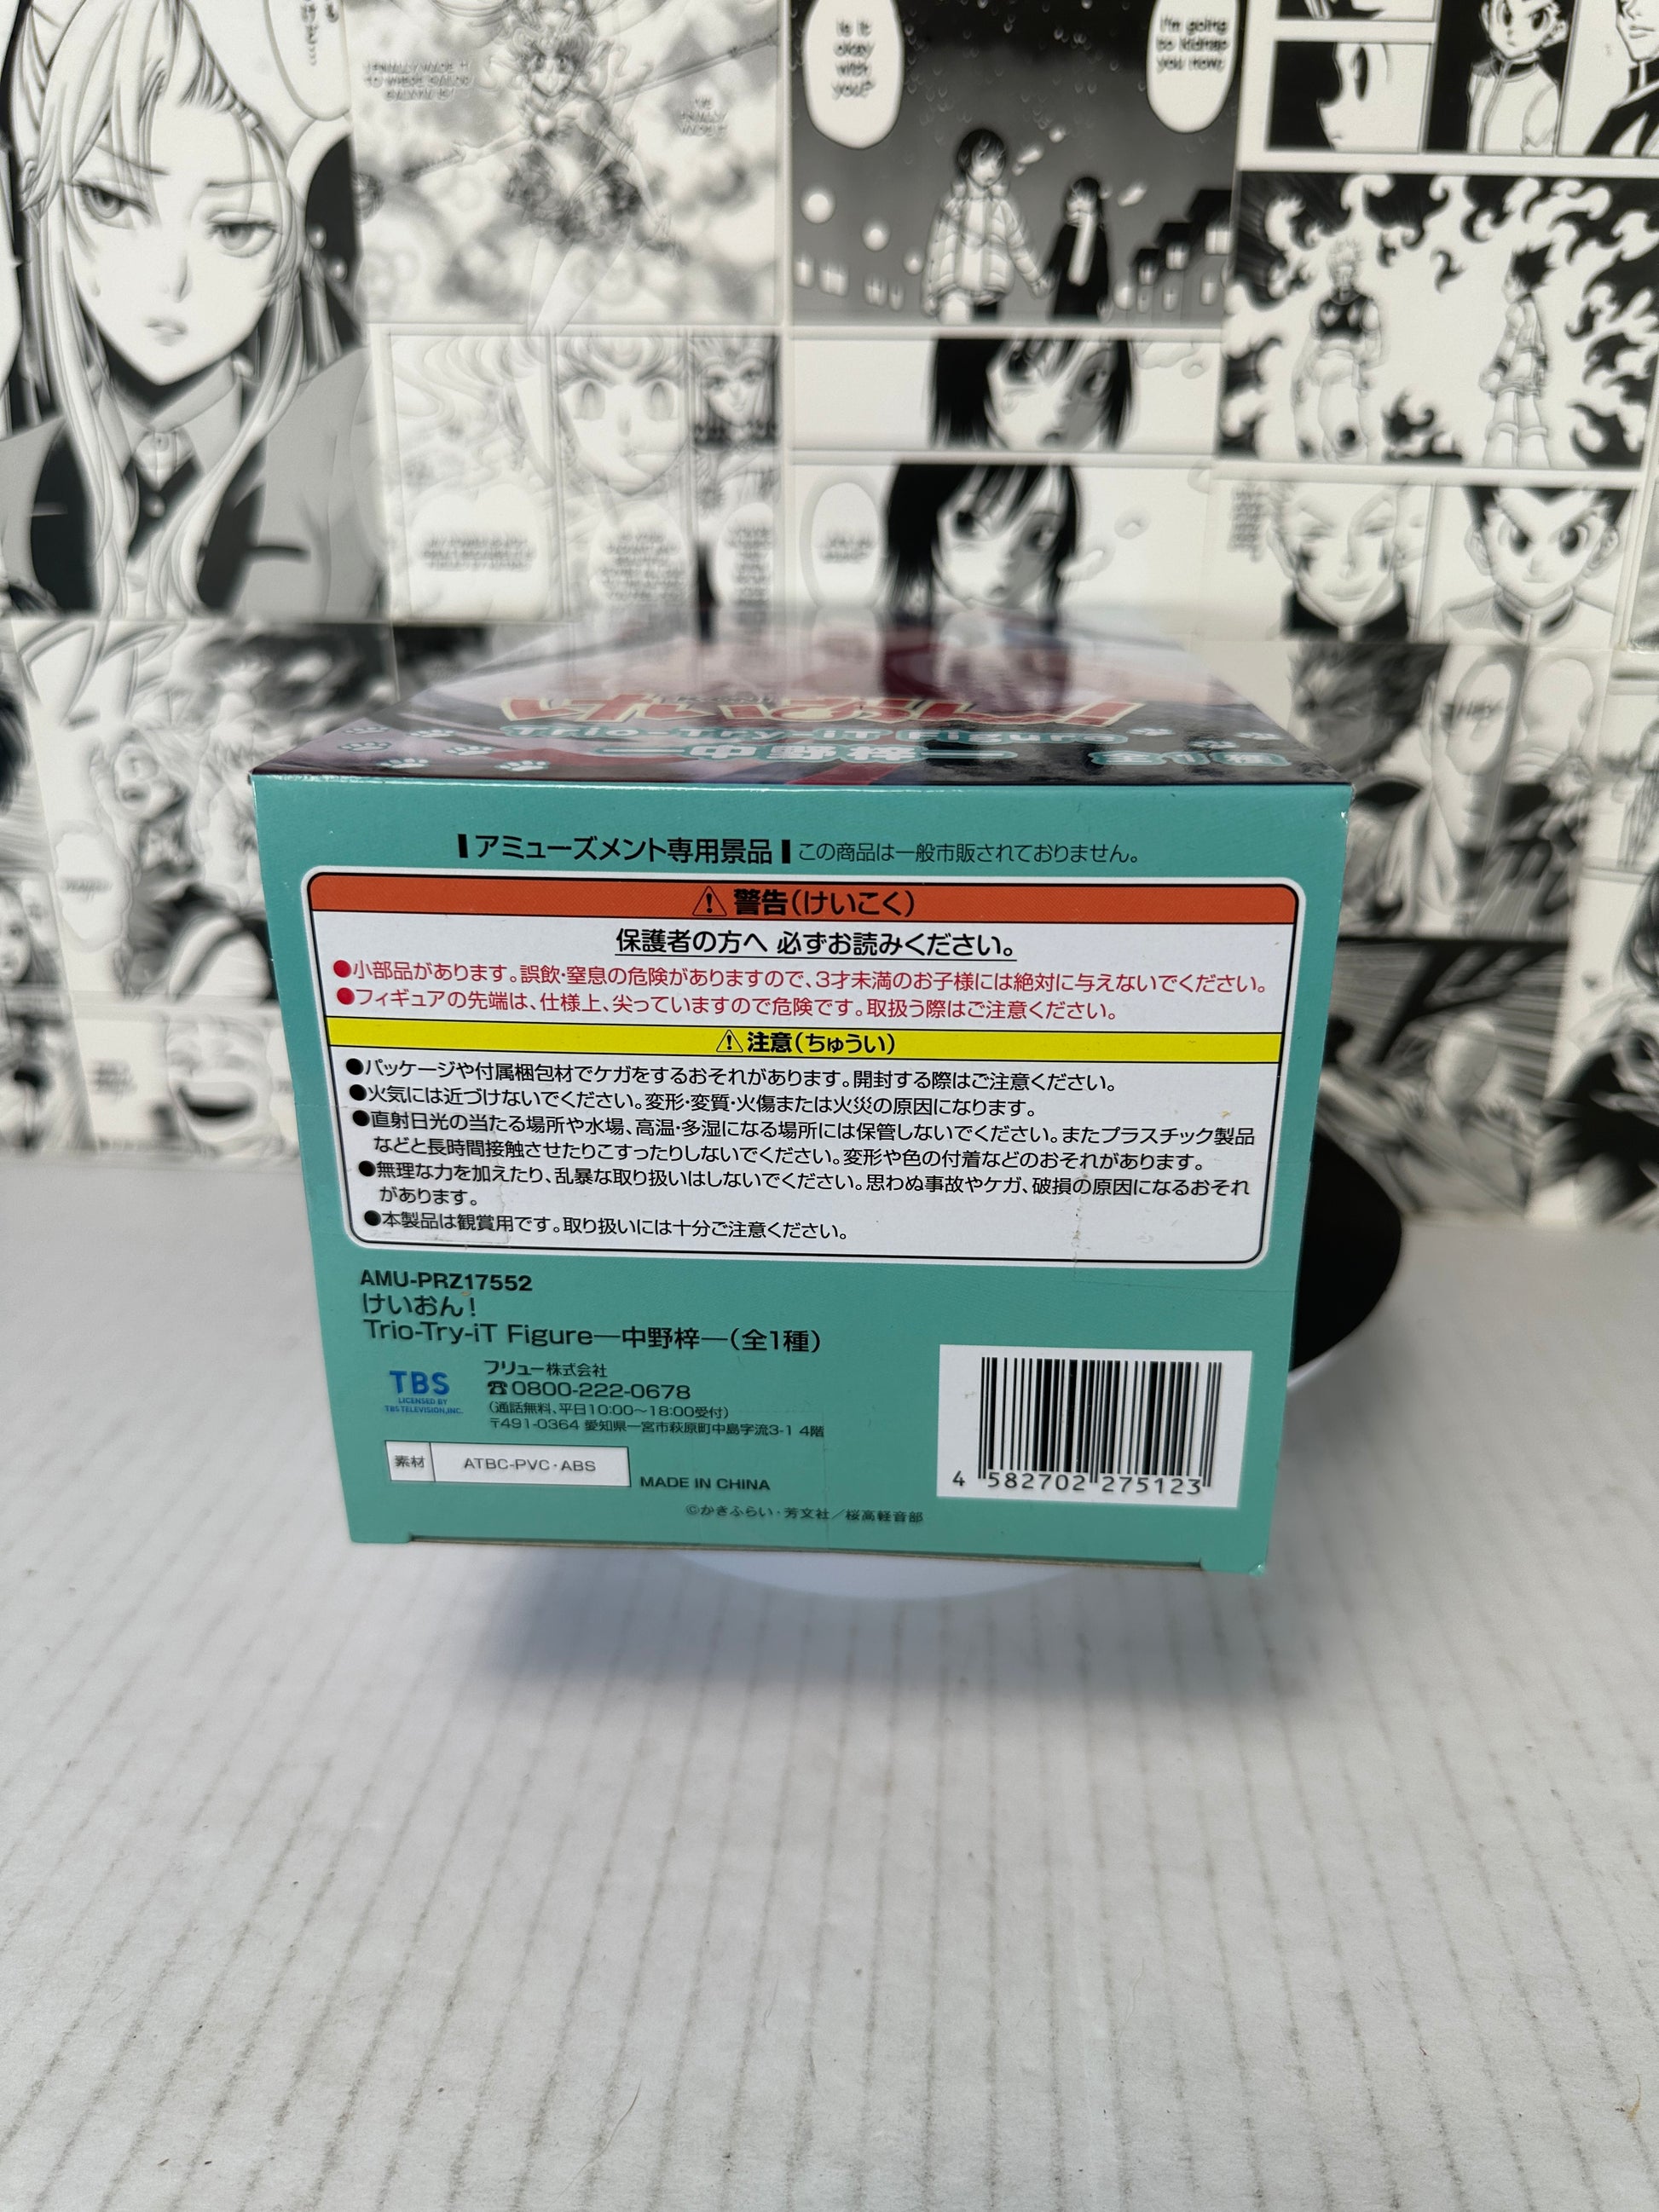 Is it
okay
with
you?
I'm going
to kidnap
you now.
Trio-Try-iT Figure
アミューズメント専用景品 この商品は一般市販されておりません。
警告(けいこく)
保護者の方へ 必ずお読みください。
●小部品があります。誤飲・窒息の危険がありますので、3才未満のお子様には絶対に与えないでください。
●フィギュアの先端は、仕様上、尖っていますので危険です。取扱う際はご注意ください。
注意(ちゅうい)
●パッケージや付属梱包材でケガをするおそれがあります。開封する際はご注意ください。
●火気には近づけないでください。変形・変質・火傷または火災の原因になります。
●直射日光の当たる場所や水場、高温・多湿になる場所には保管しないでください。またプラスチック製品
などと長時間接触させたりこすったりしないでください。変形や色の付着などのおそれがあります。
●無理な力を加えたり、乱暴な取り扱いはしないでください。思わぬ事故やケガ、破損の原因になるおそれ
があります。
●本製品は観賞用です。取り扱いには十分ご注意ください。
AMU-PRZ17552
けいおん!
Trio-Try-iT Figure―中野梓―(全1種)
TBS
LICENSED BY
TBS TELEVISION, INC.
フリュー株式会社
☎0800-222-0678
(通話無料、平日10:00〜18:00受付)
〒491-0364 愛知県一宮市萩原町中島字流3-1 4階
素材 ATBC-PVC・ABS
MADE IN CHINA
4 582702 275123
©かきふらい・芳文社/桜高軽音部